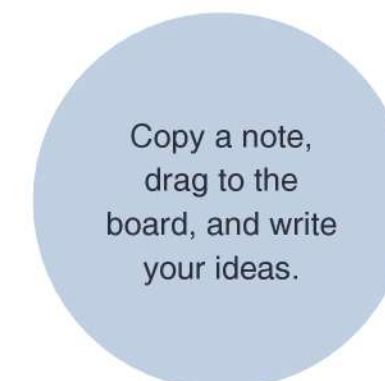 Copy a note,
drag to the
board, and write
your ideas.